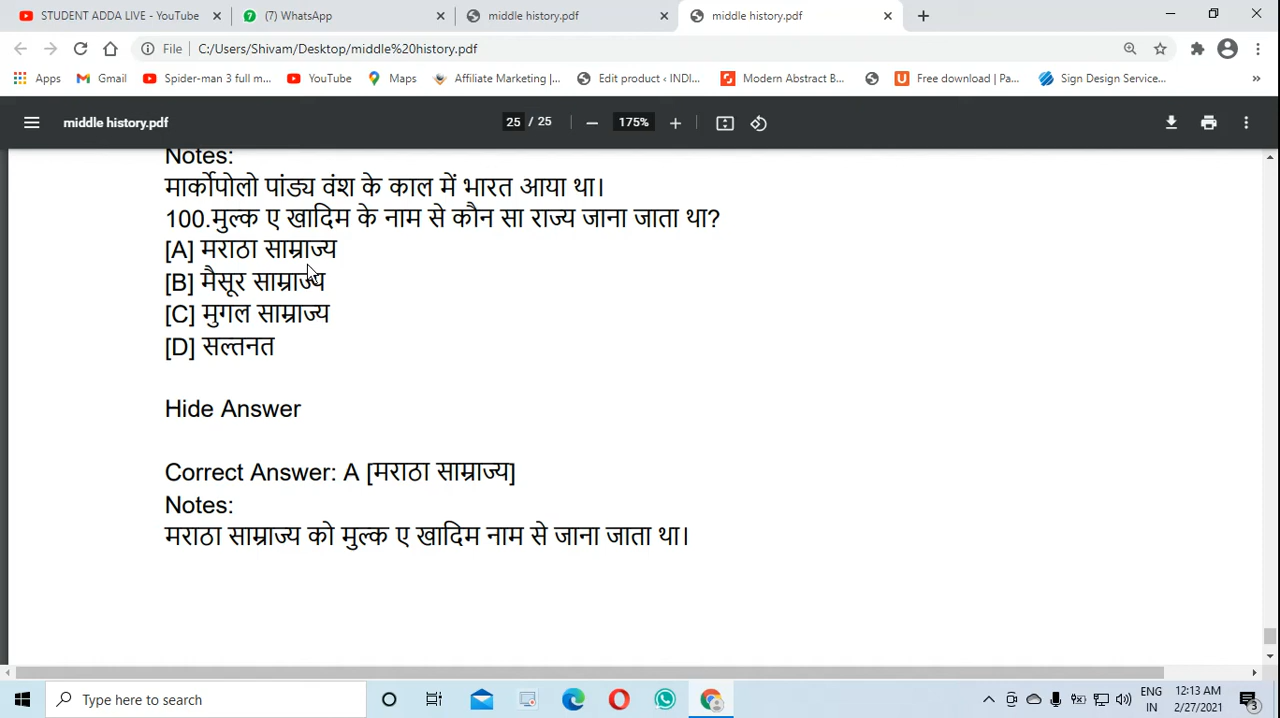 STUDENT ADDA LIVE - YouTube
(7) WhatsApp
middle history.pdf
middle history.pdf
File
C:/Users/Shivam/Desktop/middle%20history.pdf
Apps
Gmail
Spider-man 3 full m...
YouTube
Maps
Affiliate Marketing |...
Edit product ‹ INDI...
Modern Abstract B...
Free download | Pa...
Sign Design Service...
»
middle history.pdf
25 / 25
175%
Notes:
मार्कोपोलो पांड्य वंश के काल में भारत आया था।
100.मुल्क ए खादिम के नाम से कौन सा राज्य जाना जाता था?
[A] मराठा साम्राज्य
[B] मैसूर साम्राज्य
[C] मुगल साम्राज्य
[D] सल्तनत
Hide Answer
Correct Answer: A [मराठा साम्राज्य]
Notes:
मराठा साम्राज्य को मुल्क ए खादिम नाम से जाना जाता था।
Type here to search
ENG
IN
12:13 AM
2/27/2021
3